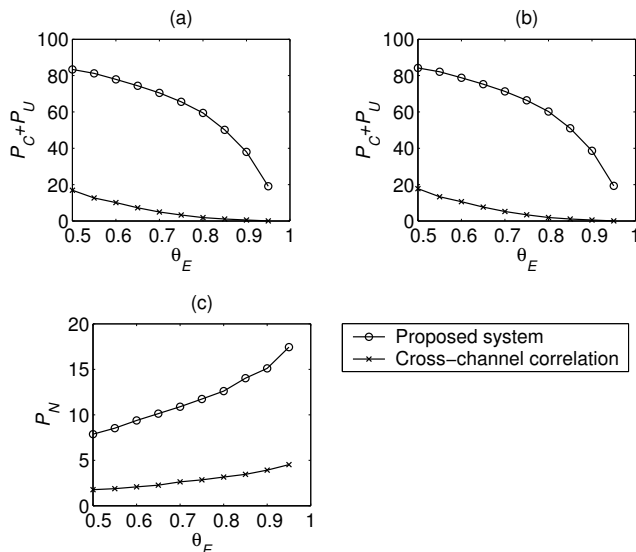 (a)
100
80
60
40
20
0
P_C+P_U
0.5 0.6 0.7 0.8 0.9 1
θ_E
(b)
100
80
60
40
20
0
P_C+P_U
0.5 0.6 0.7 0.8 0.9 1
θ_E
(c)
20
15
10
5
0
P_N
0.5 0.6 0.7 0.8 0.9 1
θ_E
Proposed system
Cross-channel correlation